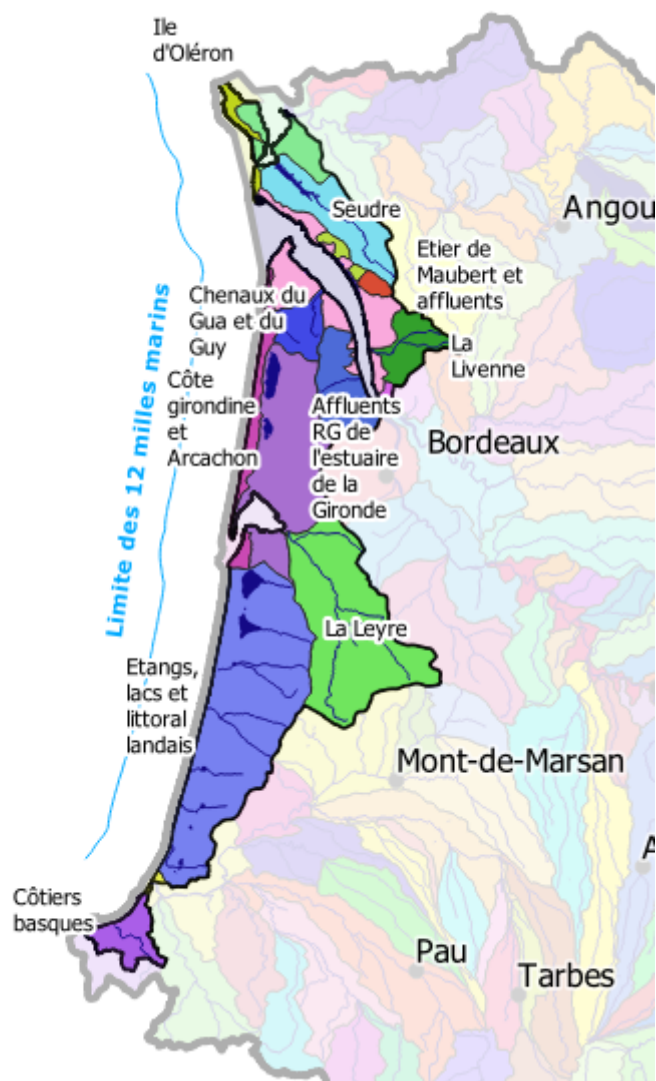 Ile
d'Oléron
Angou
Seudre
Etier de
Maubert et
affluents
Chenaux du
Gua et du
Guy
La
Livenne
Limite des 12 milles marins
Côte
girondine
et
Arcachon
Affluents
RG de
l'estuaire
de la
Gironde
Bordeaux
La Leyre
Etangs,
lacs et
littoral
landais
Mont-de-Marsan
A
Côtiers
basques
Pau
Tarbes